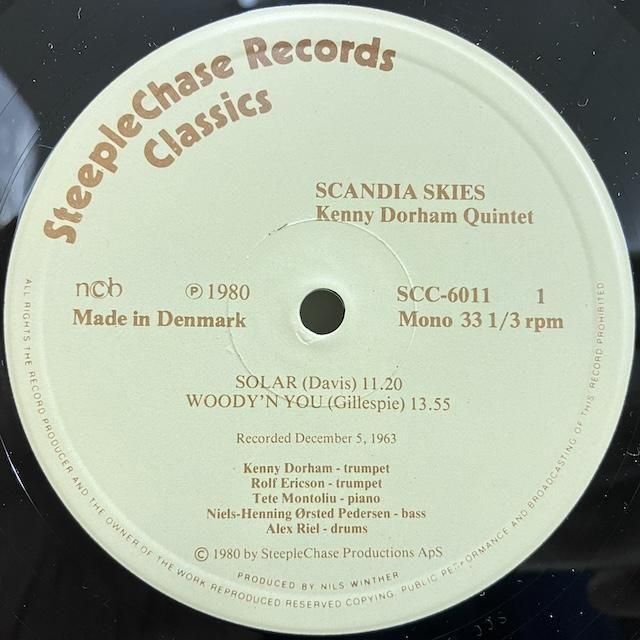 SteepleChase Records
Classics
SCANDIA SKIES
Kenny Dorham Quintet
ncb ℗ 1980 SCC-6011 1
Made in Denmark Mono 33 1/3 rpm
SOLAR (Davis) 11.20
WOODY'N YOU (Gillespie) 13.55
Recorded December 5, 1963
Kenny Dorham - trumpet
Rolf Ericson - trumpet
Tete Montoliu - piano
Niels-Henning Ørsted Pedersen - bass
Alex Riel - drums
© 1980 by SteepleChase Productions ApS
PRODUCED BY NILS WINTHER
ALL RIGHTS THE RECORD PRODUCER AND THE OWNER OF THE WORK REPRODUCED RESERVED COPYING. PUBLIC PERFORMANCE AND BROADCASTING OF THIS RECORD PROHIBITED